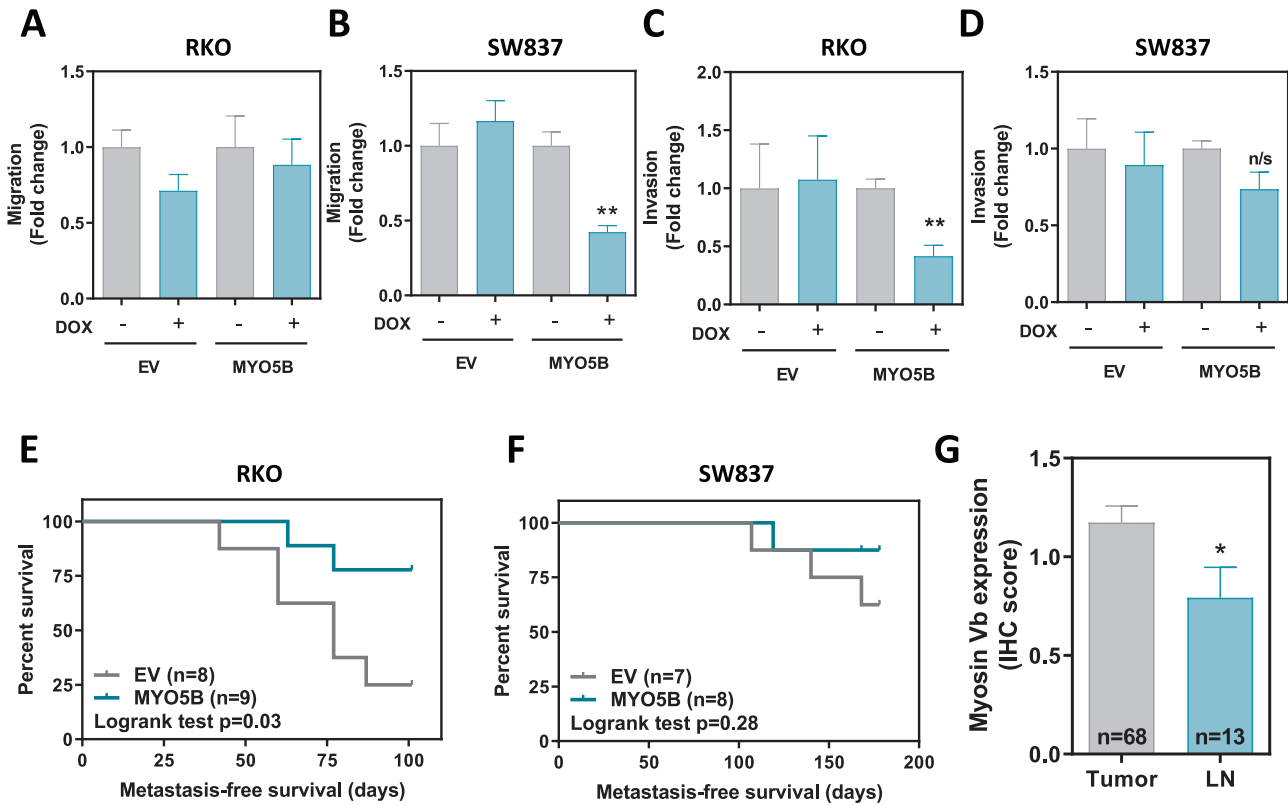 A
RKO
Migration
(Fold change)
1.5
1.0
0.5
0.0
DOX
- + - +
EV MYO5B
B
SW837
Migration
(Fold change)
1.5
1.0
0.5
0.0
**
DOX
- + - +
EV MYO5B
C
RKO
Invasion
(Fold change)
2.0
1.5
1.0
0.5
0.0
**
DOX
- + - +
EV MYO5B
D
SW837
Invasion
(Fold change)
1.5
1.0
0.5
0.0
n/s
DOX
- + - +
EV MYO5B
E
RKO
Percent survival
100
75
50
25
0
EV (n=8)
MYO5B (n=9)
Logrank test p=0.03
0 25 50 75 100
Metastasis-free survival (days)
F
SW837
Percent survival
100
75
50
25
0
EV (n=7)
MYO5B (n=8)
Logrank test p=0.28
0 50 100 150 200
Metastasis-free survival (days)
G
Myosin Vb expression
(IHC score)
1.5
1.0
0.5
0.0
*
n=68 n=13
Tumor LN